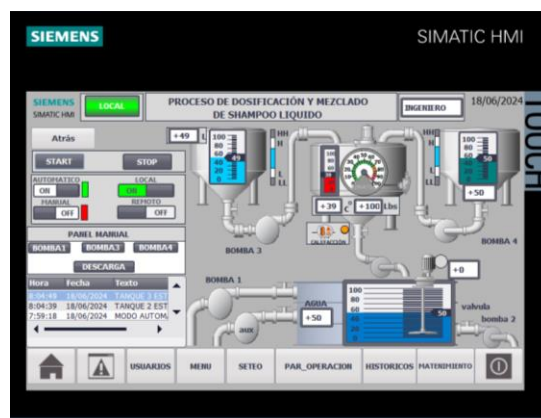 SIEMENS
SIMATIC HMI
SIEMENS
SIMATIC HMI
LOCAL
PROCESO DE DOSIFICACIÓN Y MEZCLADO
DE SHAMPOO LIQUIDO
INGENIERO
18/06/2024
TOUCH
Atrás
START
STOP
AUTOMATICO
LOCAL
ON
ON
MANUAL
REMOTO
OFF
OFF
PANEL MANUAL
BOMBA1
BOMBA3
BOMBA4
DESCARGA
Hora Fecha Texto
8:04:49 18/06/2024 TANQUE 3 EST
8:04:39 18/06/2024 TANQUE 2 EST
7:59:18 18/06/2024 MODO AUTOM
+49 L
100
80
60
49
40
20
0
HH
H
L
LL
+39 C°
+100 Lbs
CALEFACCIÓN
BOMBA 3
HH
H
L
LL
100
80
60
50
40
20
0
+50
BOMBA 4
BOMBA 1
+0
AGUA
+50
100
80
60
50
40
20
0
valvula
bomba 2
aux
USUARIOS
MENU
SETEO
PAR_OPERACION
HISTORICOS
MATENIMIENTO